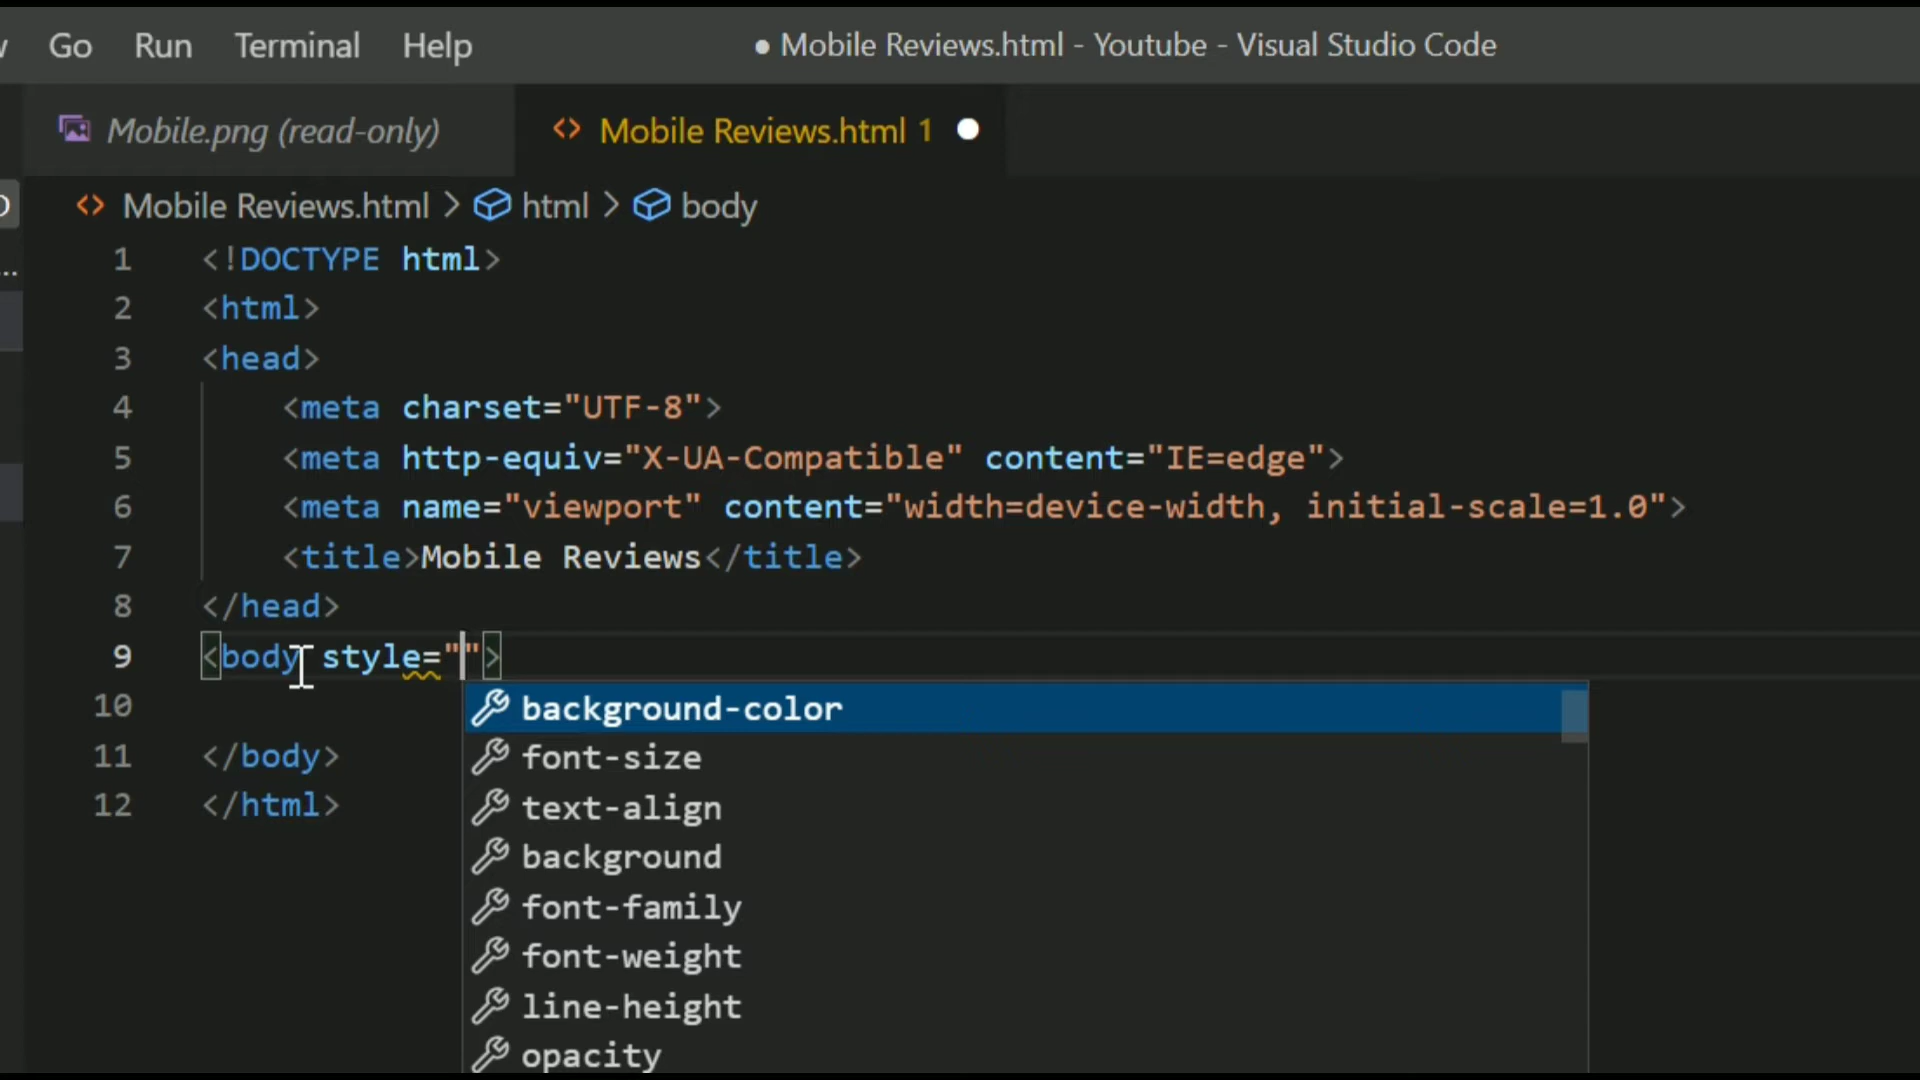 Go Run Terminal Help ● Mobile Reviews.html - Youtube - Visual Studio Code
Mobile.png (read-only) <> Mobile Reviews.html 1 ●
<> Mobile Reviews.html > html > body
1 <!DOCTYPE html>
2 <html>
3 <head>
4 <meta charset="UTF-8">
5 <meta http-equiv="X-UA-Compatible" content="IE=edge">
6 <meta name="viewport" content="width=device-width, initial-scale=1.0">
7 <title>Mobile Reviews</title>
8 </head>
9 <body style="">
10
background-color
font-size
11 </body>
text-align
12 </html>
background
font-family
font-weight
line-height
opacity